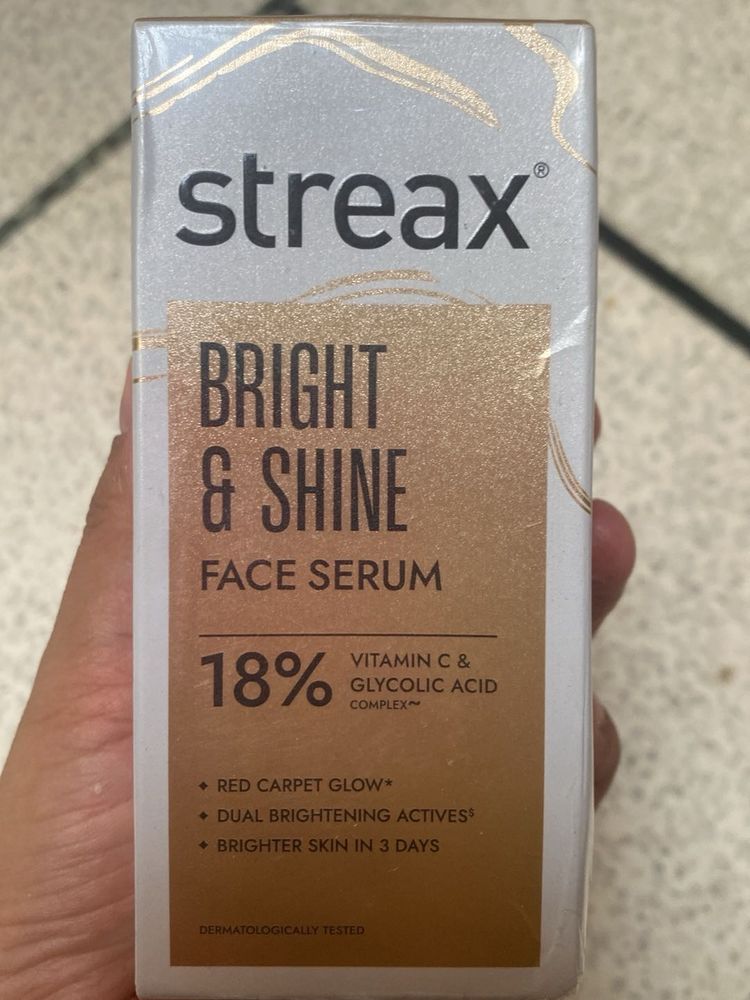 streax®
BRIGHT
& SHINE
FACE SERUM
18% VITAMIN C &
GLYCOLIC ACID
COMPLEX~
✦ RED CARPET GLOW*
✦ DUAL BRIGHTENING ACTIVES$
✦ BRIGHTER SKIN IN 3 DAYS
DERMATOLOGICALLY TESTED